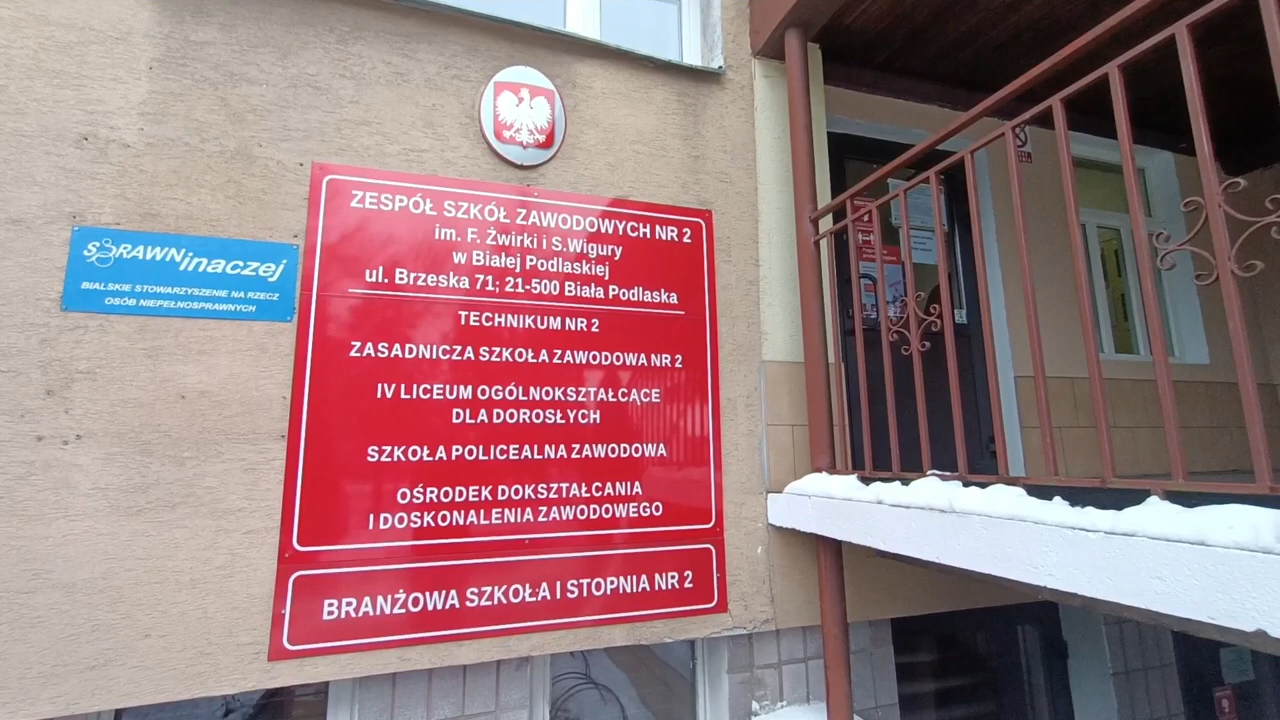 SPRAWNinaczej
BIALSKIE STOWARZYSZENIE NA RZECZ
OSÓB NIEPEŁNOSPRAWNYCH
ZESPÓŁ SZKÓŁ ZAWODOWYCH NR 2
im. F. Żwirki i S.Wigury
w Białej Podlaskiej
ul. Brzeska 71; 21-500 Biała Podlaska
TECHNIKUM NR 2
ZASADNICZA SZKOŁA ZAWODOWA NR 2
IV LICEUM OGÓLNOKSZTAŁCĄCE
DLA DOROSŁYCH
SZKOŁA POLICEALNA ZAWODOWA
OŚRODEK DOKSZTAŁCANIA
I DOSKONALENIA ZAWODOWEGO
BRANŻOWA SZKOŁA I STOPNIA NR 2